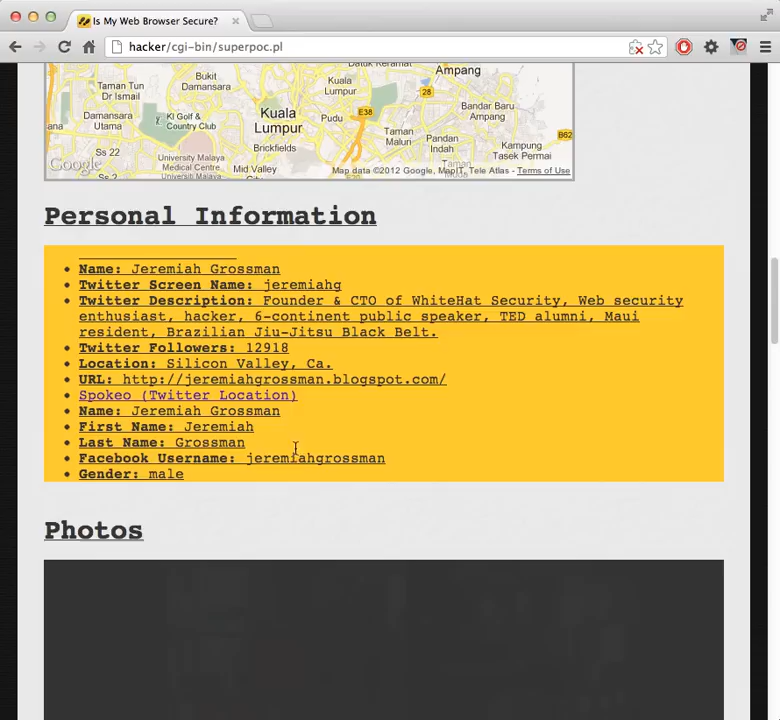 Is My Web Browser Secure?
hacker/cgi-bin/superpoc.pl
Ampang
Bukit
Damansara
Kuala
Lumpur
28
Taman Tun
Dr Ismail
Damansara
Utama
Kl Golf &
Country Club
Kuala
Lumpur
Pudu
E38
Bandar Baru
Ampang
Taman
Maluri
Pandan
Indah
Kampung
Tasek Permai
B62
Brickfields
Ss 22
University Malaya
Medical Centre
Mid Valley
Google
Map data ©2012 Google, MapIT, Tele Atlas - Terms of Use
Personal Information
Name: Jeremiah Grossman
Twitter Screen Name: jeremiahg
Twitter Description: Founder & CTO of WhiteHat Security, Web security
enthusiast, hacker, 6-continent public speaker, TED alumni, Maui
resident, Brazilian Jiu-Jitsu Black Belt.
Twitter Followers: 12918
Location: Silicon Valley, Ca.
URL: http://jeremiahgrossman.blogspot.com/
Spokeo (Twitter Location)
Name: Jeremiah Grossman
First Name: Jeremiah
Last Name: Grossman
Facebook Username: jeremiahgrossman
Gender: male
Photos